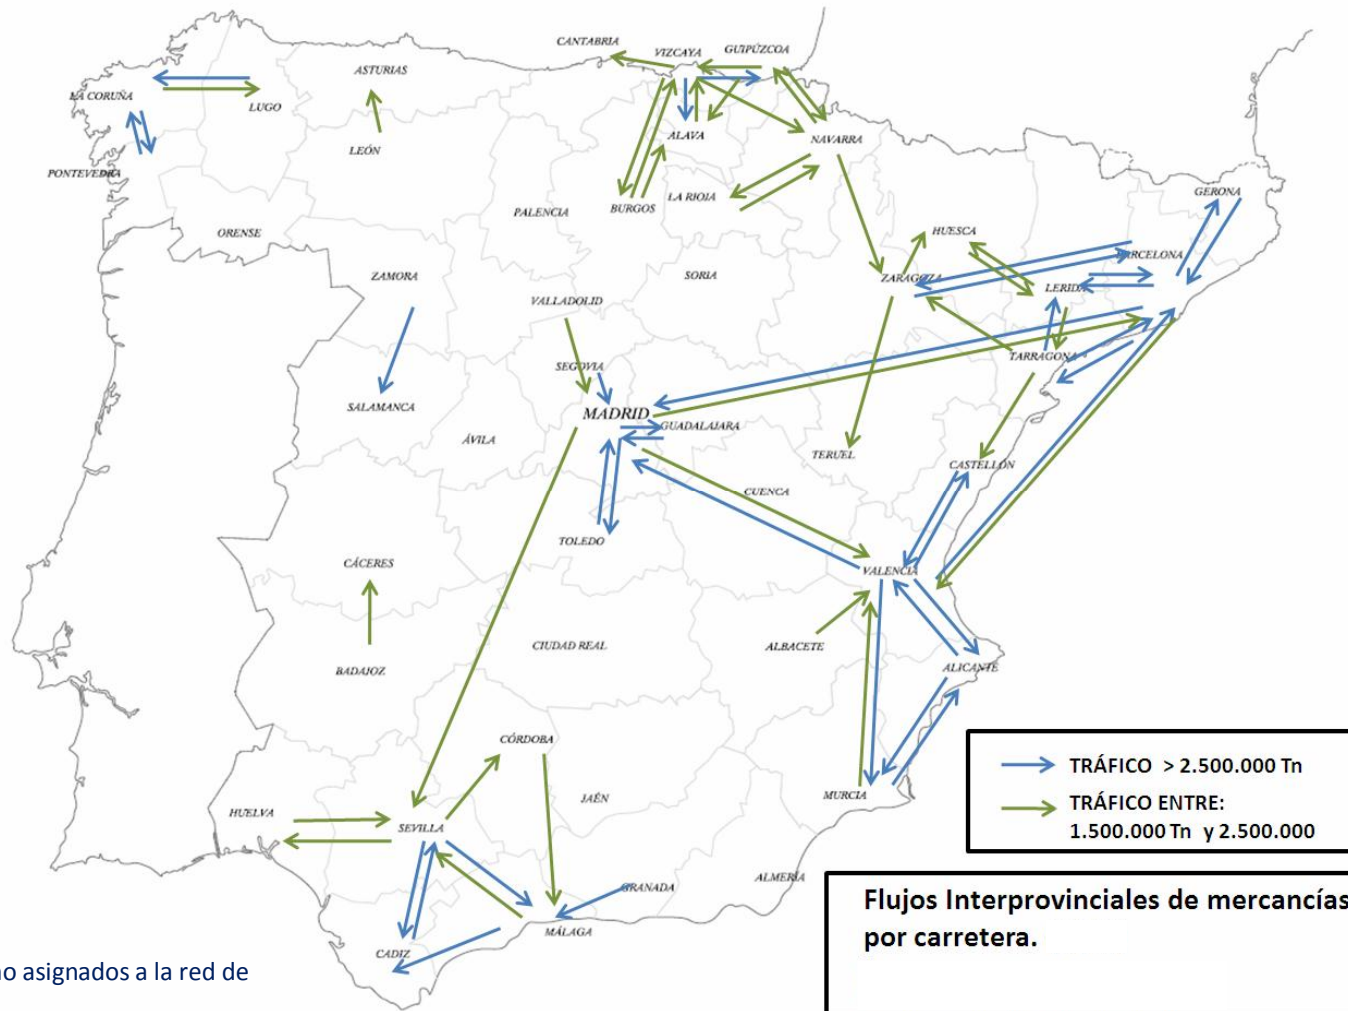 CANTABRIA
VIZCAYA
GUIPÚZCOA
ASTURIAS
LA CORUÑA
LUGO
LEÓN
ALAVA
NAVARRA
PONTEVEDRA
ORENSE
PALENCIA
BURGOS
LA RIOJA
GERONA
HUESCA
BARCELONA
ZAMORA
SORIA
ZARAGOZA
LERIDA
VALLADOLID
SEGOVIA
TARRAGONA
SALAMANCA
MADRID
GUADALAJARA
ÁVILA
TERUEL
CASTELLÓN
CUENCA
TOLEDO
CÁCERES
VALENCIA
CIUDAD REAL
ALBACETE
BADAJOZ
ALICANTE
CÓRDOBA
JAÉN
MURCIA
HUELVA
SEVILLA
GRANADA
ALMERÍA
MÁLAGA
CADIZ
TRÁFICO > 2.500.000 Tn
TRÁFICO ENTRE:
1.500.000 Tn y 2.500.000
Flujos Interprovinciales de mercancías
por carretera.
no asignados a la red de